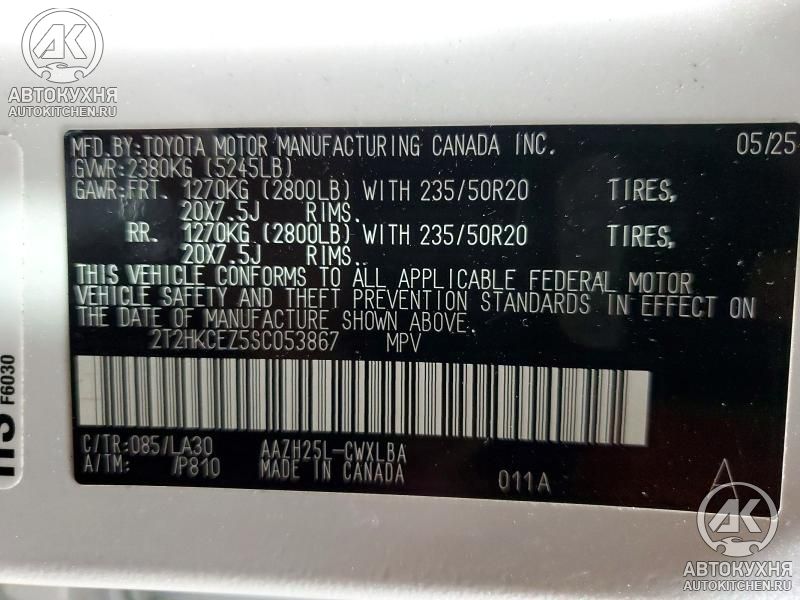 АК
АВТОКУХНЯ
AUTOKITCHEN.RU
MFD.BY:TOYOTA MOTOR MANUFACTURING CANADA INC. 05/25
GVWR:2380KG (5245LB)
GAWR:FRT. 1270KG (2800LB) WITH 235/50R20 TIRES,
20X7.5J RIMS.
RR. 1270KG (2800LB) WITH 235/50R20 TIRES,
20X7.5J RIMS.
THIS VEHICLE CONFORMS TO ALL APPLICABLE FEDERAL MOTOR
VEHICLE SAFETY AND THEFT PREVENTION STANDARDS IN EFFECT ON
THE DATE OF MANUFACTURE SHOWN ABOVE.
2T2HKCEZ5SC053867 MPV
F6030
C/TR:085/LA30 AAZH25L-CWXLBA
A/TM: /P810 MADE IN CANADA 011A
АК
АВТОКУХНЯ
AUTOKITCHEN.RU